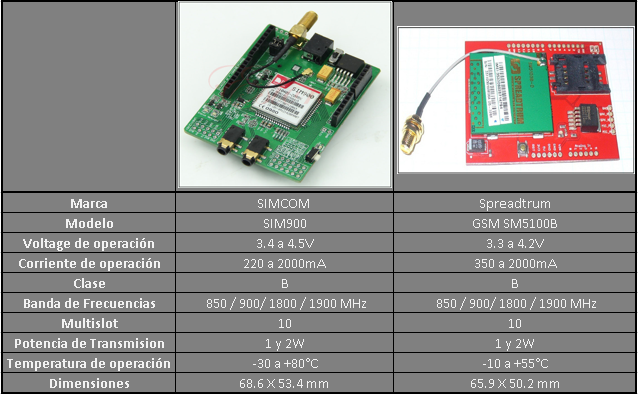 SIM900
Marca SIMCOM Spreadtrum
Modelo SIM900 GSM SM5100B
Voltage de operación 3.4 a 4.5V 3.3 a 4.2V
Corriente de operación 220 a 2000mA 350 a 2000mA
Clase B B
Banda de Frecuencias 850 / 900/ 1800 / 1900 MHz 850 / 900/ 1800 / 1900 MHz
Multislot 10 10
Potencia de Transmision 1 y 2W 1 y 2W
Temperatura de operación -30 a +80°C -10 a +55°C
Dimensiones 68.6 X 53.4 mm 65.9 X 50.2 mm